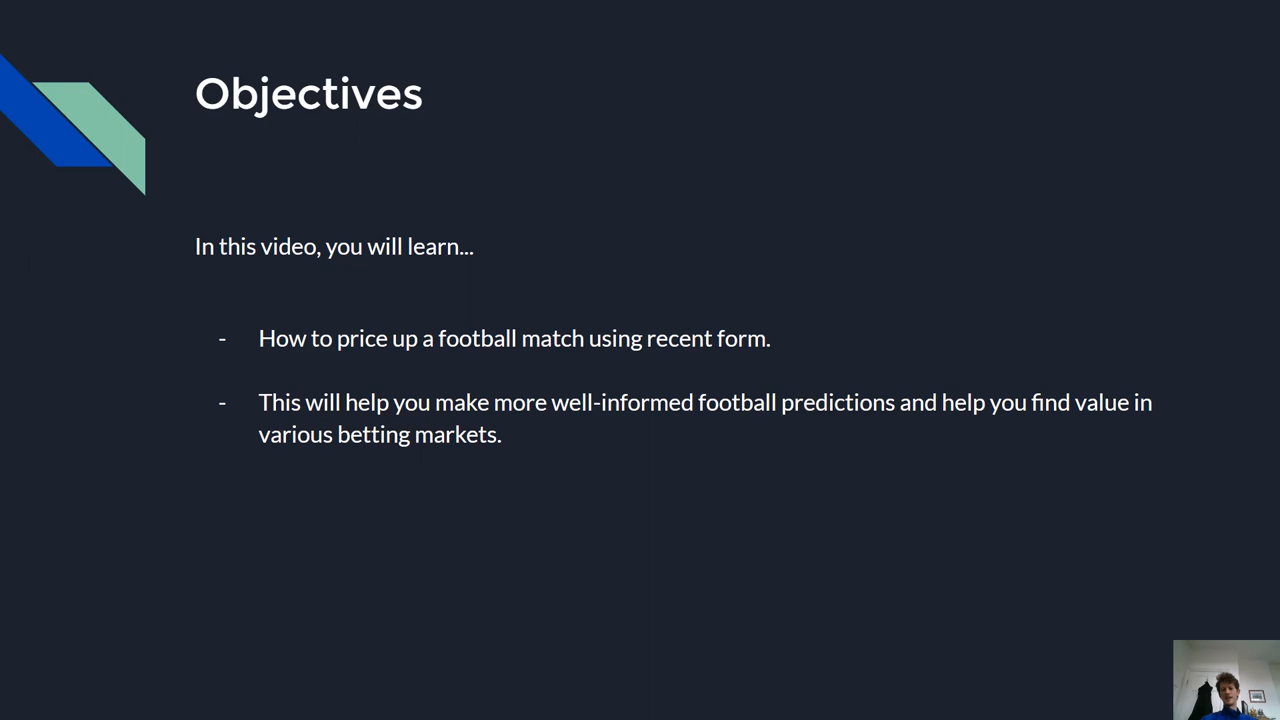 Objectives
In this video, you will learn...
- How to price up a football match using recent form.
- This will help you make more well-informed football predictions and help you find value in
various betting markets.